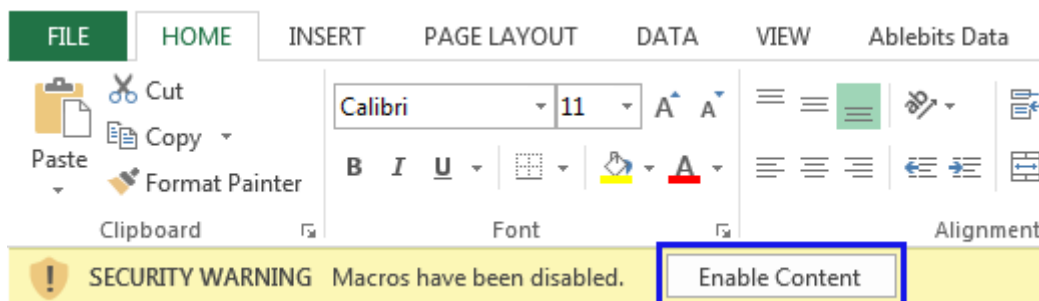 FILE HOME INSERT PAGE LAYOUT DATA VIEW Ablebits Data
Cut
Copy
Paste
Format Painter
Calibri 11 A A
B I U A
Clipboard Font Alignment
SECURITY WARNING Macros have been disabled. Enable Content